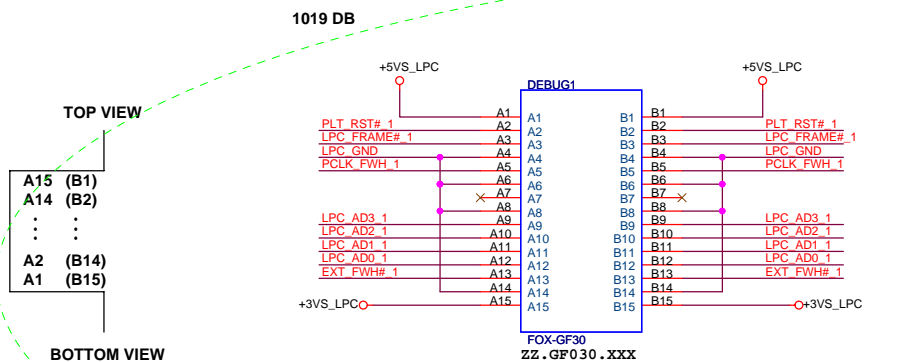 1019 DB
+5VS_LPC
+5VS_LPC
DEBUG1
TOP VIEW
A1 A1 B1 B1
PLT_RST#_1 A2 A2 B2 B2 PLT_RST#_1
LPC_FRAME#_1 A3 A3 B3 B3 LPC_FRAME#_1
LPC_GND A4 A4 B4 B4 LPC_GND
PCLK_FWH_1 A5 A5 B5 B5 PCLK_FWH_1
A6 A6 B6 B6
A7 A7 B7 B7
A8 A8 B8 B8
LPC_AD3_1 A9 A9 B9 B9 LPC_AD3_1
LPC_AD2_1 A10 A10 B10 B10 LPC_AD2_1
LPC_AD1_1 A11 A11 B11 B11 LPC_AD1_1
LPC_AD0_1 A12 A12 B12 B12 LPC_AD0_1
EXT_FWH#_1 A13 A13 B13 B13 EXT_FWH#_1
A14 A14 B14 B14
+3VS_LPC A15 A15 B15 B15 +3VS_LPC
A15 (B1)
A14 (B2)
A2 (B14)
A1 (B15)
BOTTOM VIEW
FOX-GF30
ZZ.GF030.XXX